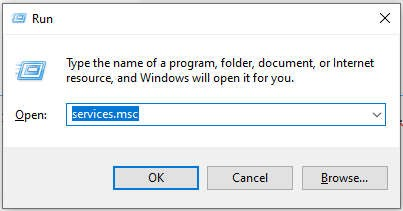 Run
Type the name of a program, folder, document, or Internet
resource, and Windows will open it for you.
Open: services.msc
OK Cancel Browse...